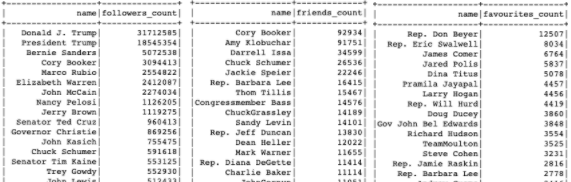 name|followers_count|
Donald J. Trump| 31712585|
President Trump| 18545354|
Bernie Sanders| 5072538|
Cory Booker| 3094413|
Marco Rubio| 2554822|
Elizabeth Warren| 2412087|
John McCain| 2274034|
Nancy Pelosi| 1126205|
Jerry Brown| 1119275|
Senator Ted Cruz| 960413|
Governor Christie| 869256|
John Kasich| 755475|
Chuck Schumer| 591618|
Senator Tim Kaine| 553125|
Trey Gowdy| 552930|
name|friends_count|
Cory Booker| 92934|
Amy Klobuchar| 91751|
Darrell Issa| 34599|
Chuck Schumer| 26536|
Jackie Speier| 22246|
Rep. Barbara Lee| 16415|
Thom Tillis| 15467|
|Congressmember Bass| 14576|
ChuckGrassley| 14189|
Sandy Levin| 14101|
Rep. Jeff Duncan| 13830|
Dean Heller| 12022|
Mark Warner| 11655|
Rep. Diana DeGette| 11414|
Charlie Baker| 11114|
name|favourites_count|
Rep. Don Beyer| 12507|
Rep. Eric Swalwell| 8034|
James Comer| 6764|
Jared Polis| 5837|
Dina Titus| 5078|
Pramila Jayapal| 4457|
Larry Hogan| 4456|
Rep. Will Hurd| 4419|
Doug Ducey| 3860|
|Gov John Bel Edwards| 3848|
Richard Hudson| 3554|
TeamMoulton| 3525|
Steve Cohen| 3231|
Rep. Jamie Raskin| 2816|
Rep. Barbara Lee| 2778|